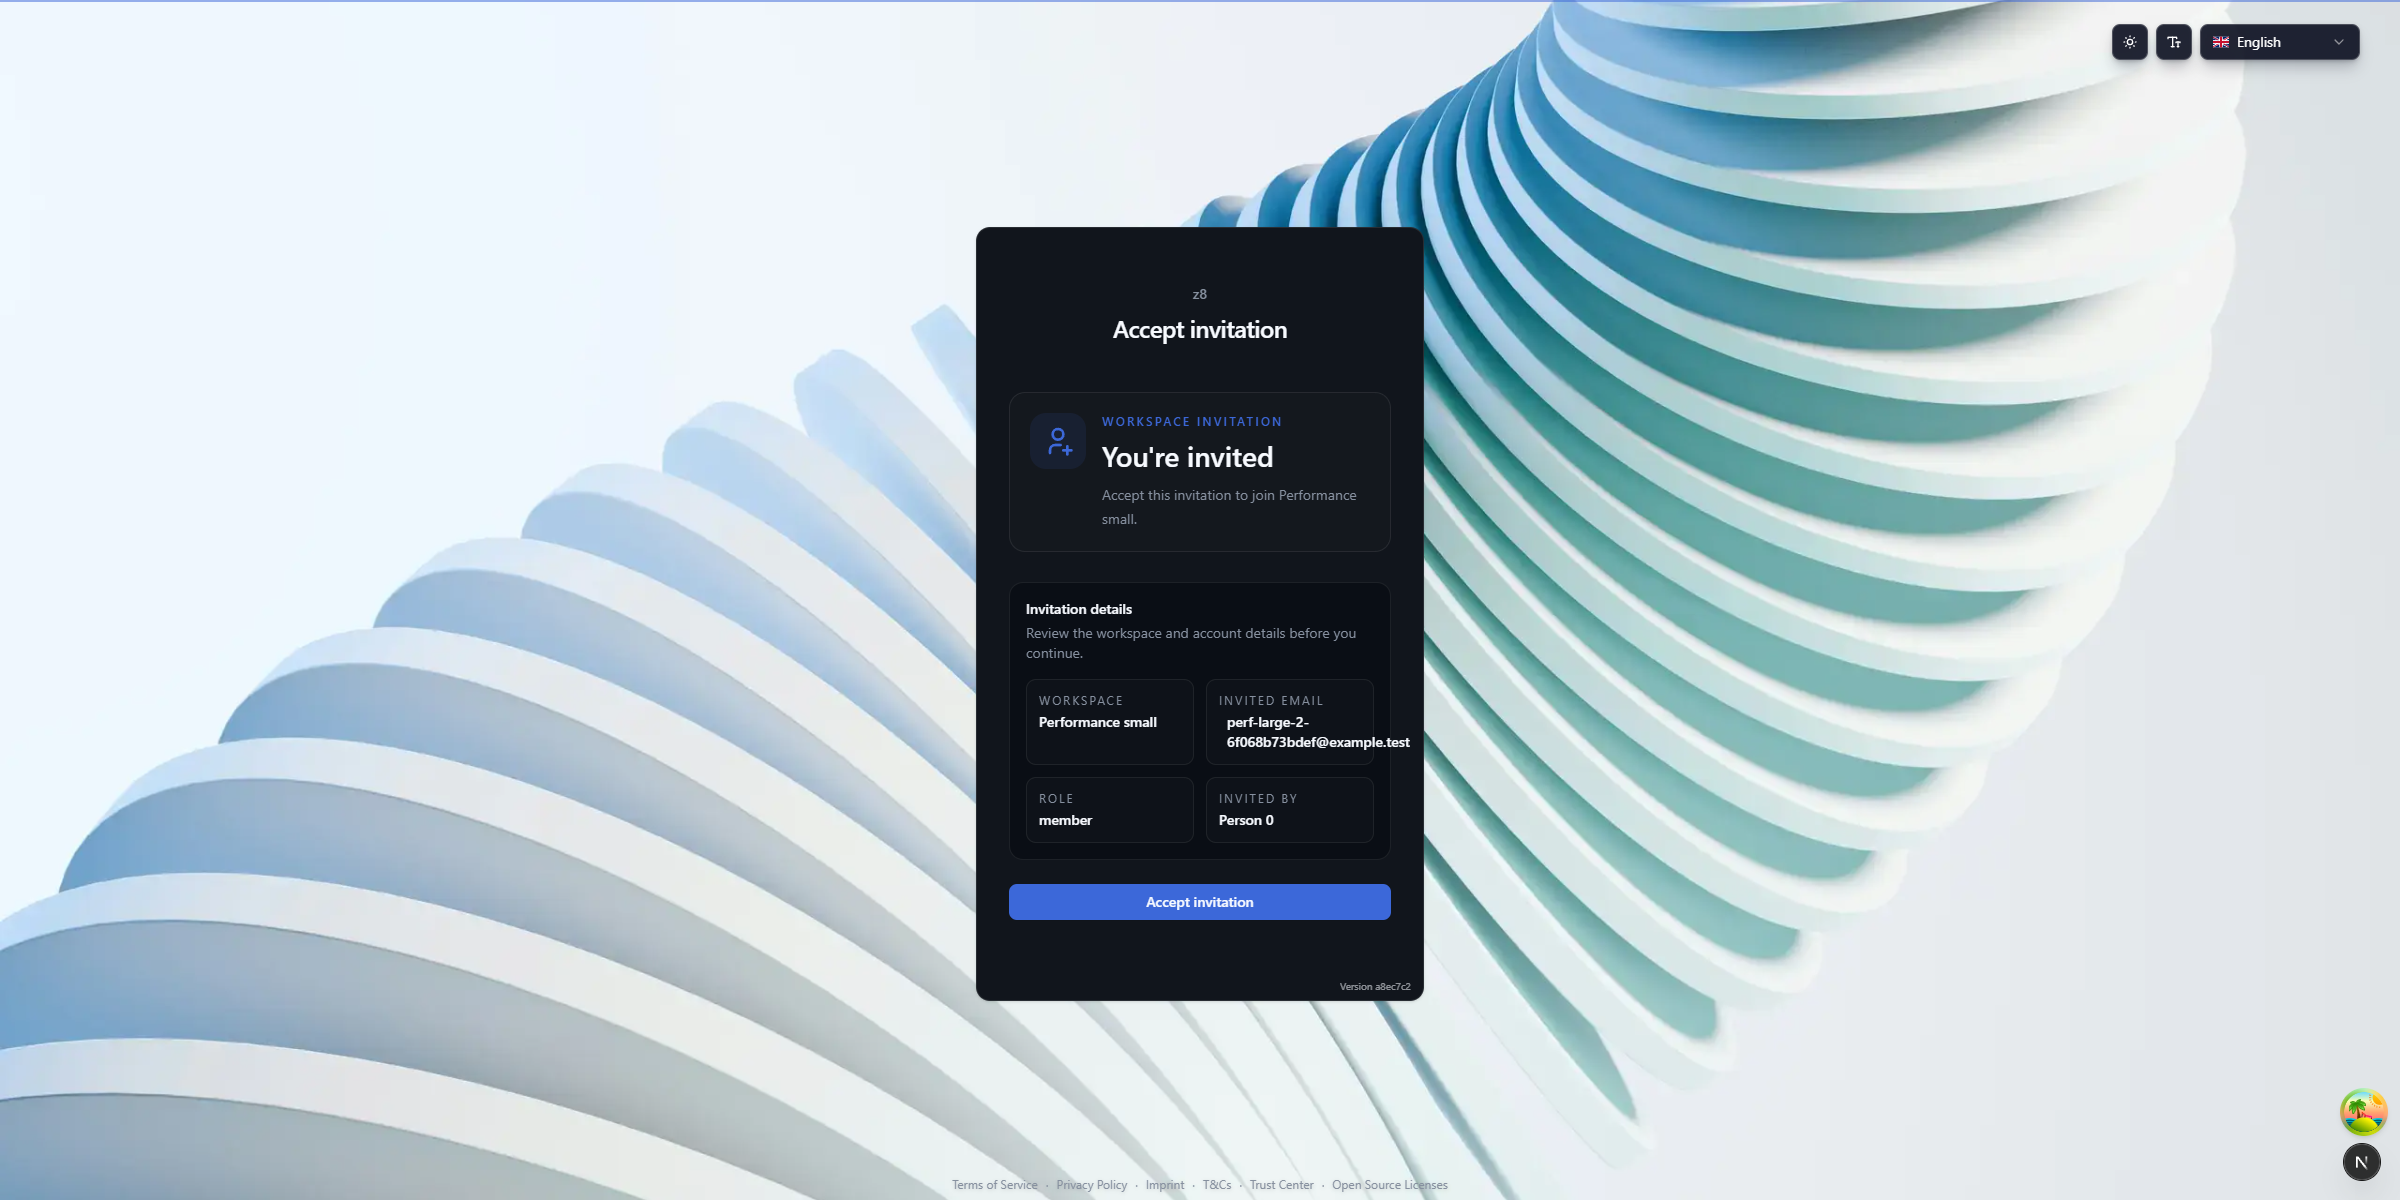 English
z8
Accept invitation
WORKSPACE INVITATION
You're invited
Accept this invitation to join Performance
small.
Invitation details
Review the workspace and account details before you
continue.
WORKSPACE
Performance small
INVITED EMAIL
perf-large-2-
6f068b73bdef@example.test
ROLE
member
INVITED BY
Person 0
Accept invitation
Version a8ec7c2
Terms of Service · Privacy Policy · Imprint · T&Cs · Trust Center · Open Source Licenses